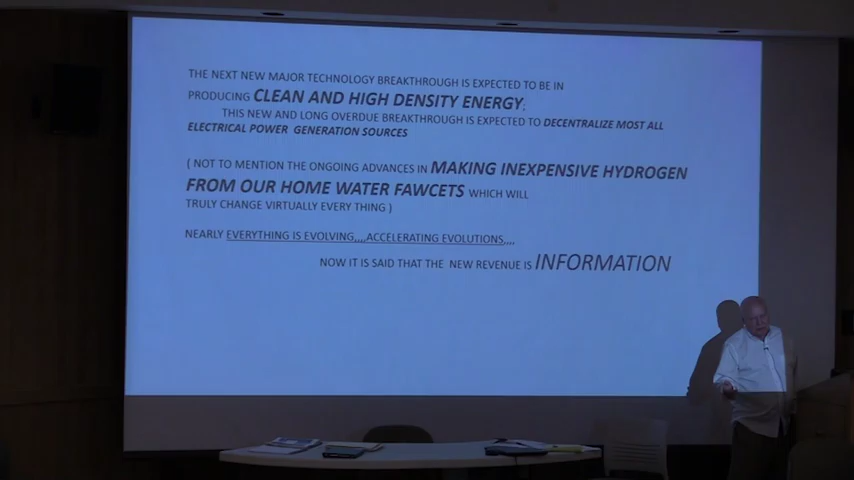 THE NEXT NEW MAJOR TECHNOLOGY BREAKTHROUGH IS EXPECTED TO BE IN
PRODUCING CLEAN AND HIGH DENSITY ENERGY;
THIS NEW AND LONG OVERDUE BREAKTHROUGH IS EXPECTED TO DECENTRALIZE MOST ALL
ELECTRICAL POWER GENERATION SOURCES
( NOT TO MENTION THE ONGOING ADVANCES IN MAKING INEXPENSIVE HYDROGEN
FROM OUR HOME WATER FAWCETS WHICH WILL
TRULY CHANGE VIRTUALLY EVERY THING )
NEARLY EVERYTHING IS EVOLVING,,,,ACCELERATING EVOLUTIONS,,,,
NOW IT IS SAID THAT THE NEW REVENUE IS INFORMATION